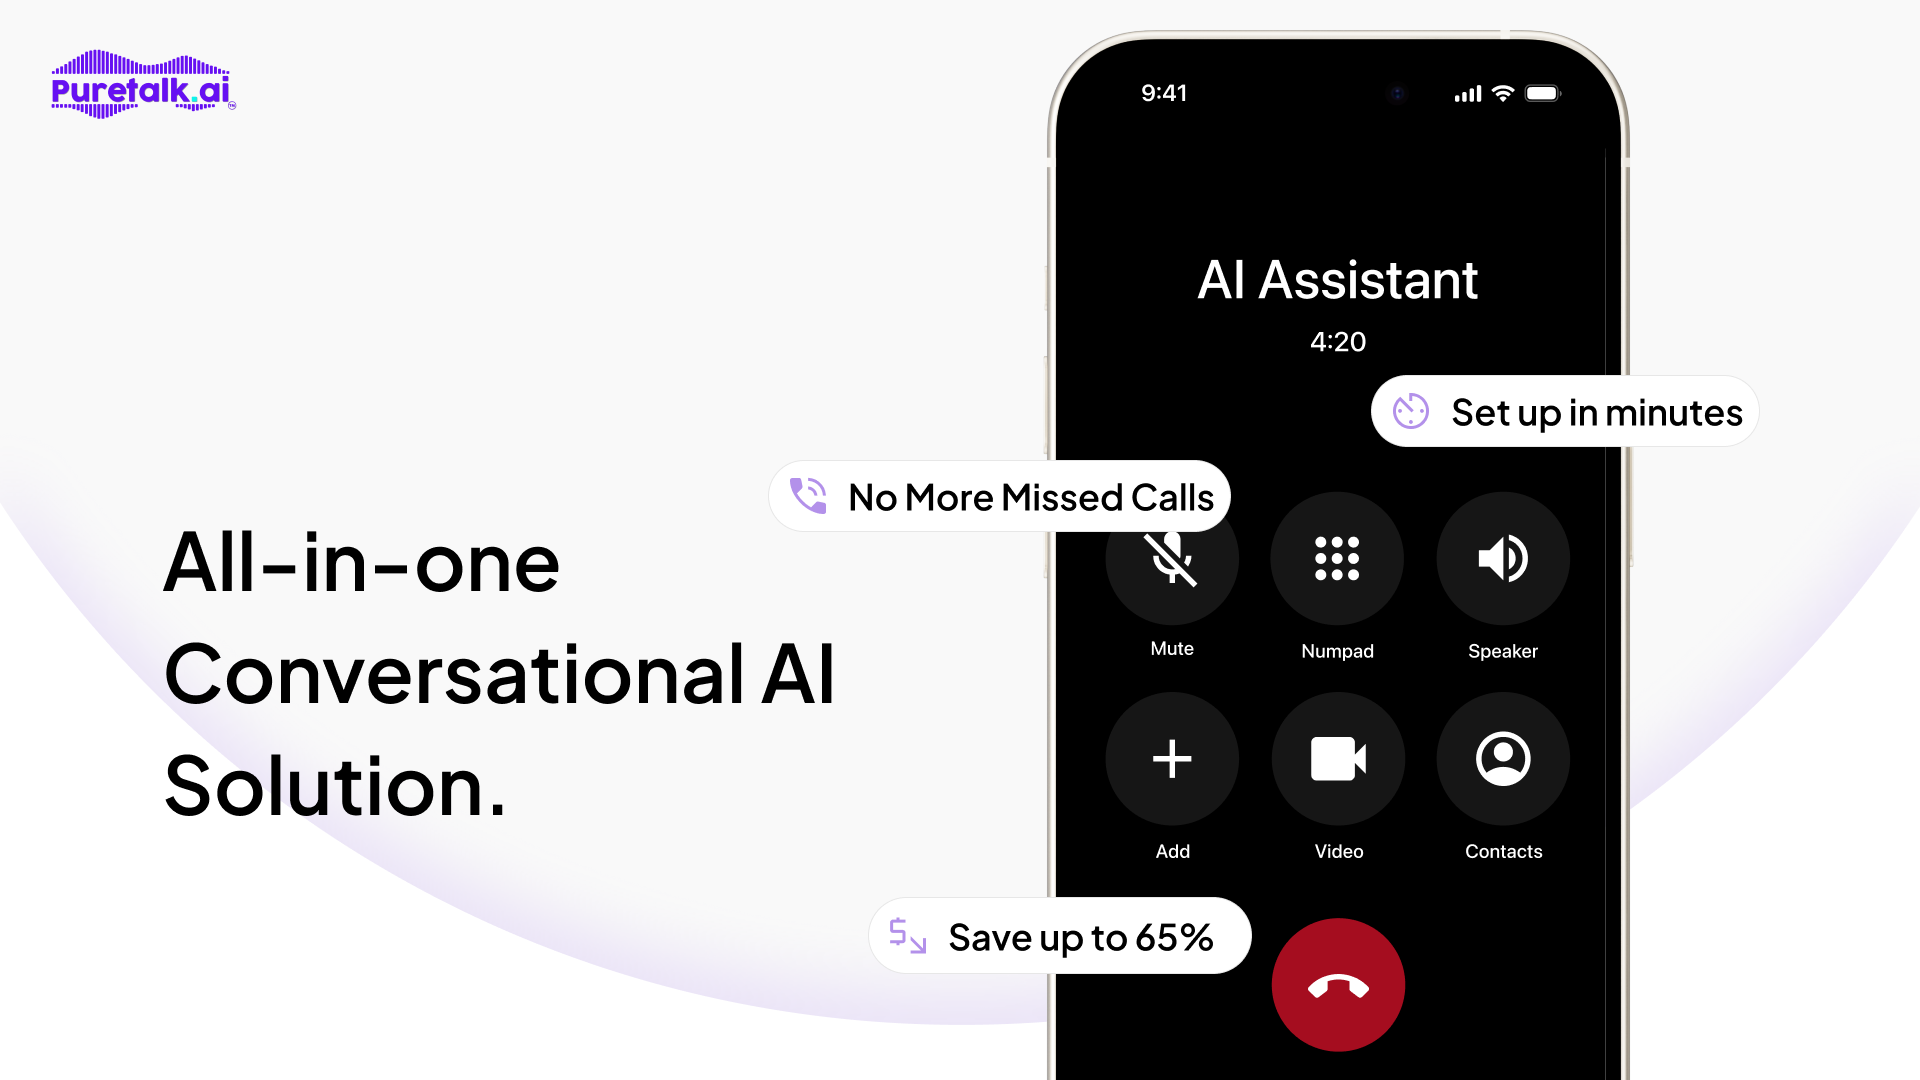 Puretalk.ai
TM
9:41
AI Assistant
4:20
Set up in minutes
No More Missed Calls
All-in-one
Conversational AI
Solution.
Mute
Numpad
Speaker
Add
Video
Contacts
Save up to 65%